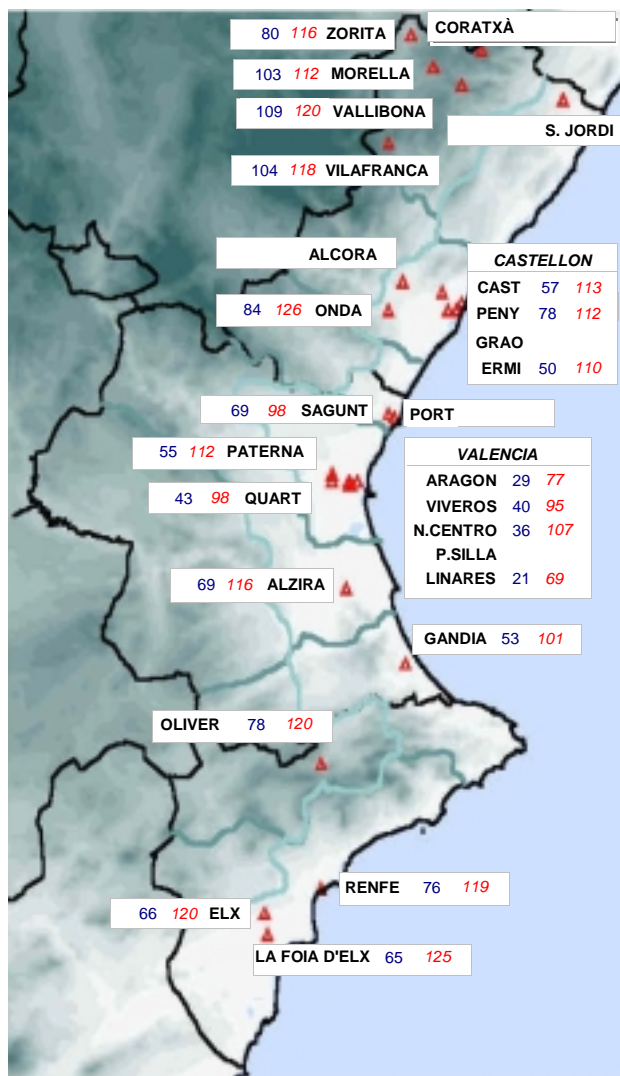 80 116 ZORITA
CORATXÀ
103 112 MORELLA
109 120 VALLIBONA
S. JORDI
104 118 VILAFRANCA
ALCORA
84 126 ONDA
CASTELLON
CAST 57 113
PENY 78 112
GRAO
ERMI 50 110
69 98 SAGUNT
PORT
55 112 PATERNA
43 98 QUART
VALENCIA
ARAGON 29 77
VIVEROS 40 95
N.CENTRO 36 107
P.SILLA
LINARES 21 69
69 116 ALZIRA
GANDIA 53 101
OLIVER 78 120
RENFE 76 119
66 120 ELX
LA FOIA D'ELX 65 125